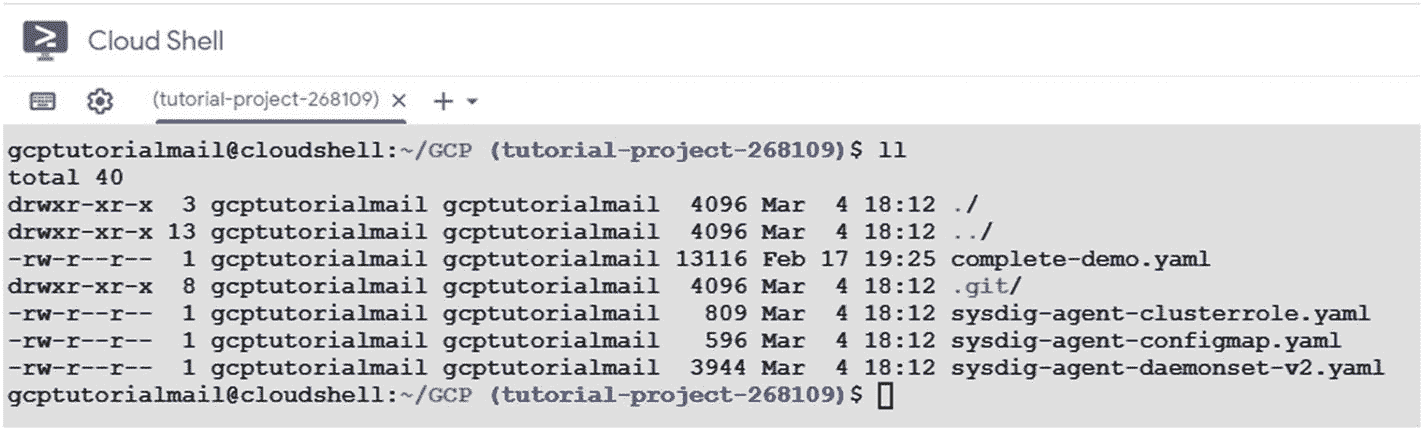 Cloud Shell
(tutorial-project-268109)
gcptutorialmail@cloudshell:~/GCP (tutorial-project-268109)$ ll
total 40
drwxr-xr-x  3 gcptutorialmail gcptutorialmail  4096 Mar  4 18:12 ./
drwxr-xr-x 13 gcptutorialmail gcptutorialmail  4096 Mar  4 18:12 ../
-rw-r--r--  1 gcptutorialmail gcptutorialmail 13116 Feb 17 19:25 complete-demo.yaml
drwxr-xr-x  8 gcptutorialmail gcptutorialmail  4096 Mar  4 18:12 .git/
-rw-r--r--  1 gcptutorialmail gcptutorialmail   809 Mar  4 18:12 sysdig-agent-clusterrole.yaml
-rw-r--r--  1 gcptutorialmail gcptutorialmail   596 Mar  4 18:12 sysdig-agent-configmap.yaml
-rw-r--r--  1 gcptutorialmail gcptutorialmail  3944 Mar  4 18:12 sysdig-agent-daemonset-v2.yaml
gcptutorialmail@cloudshell:~/GCP (tutorial-project-268109)$